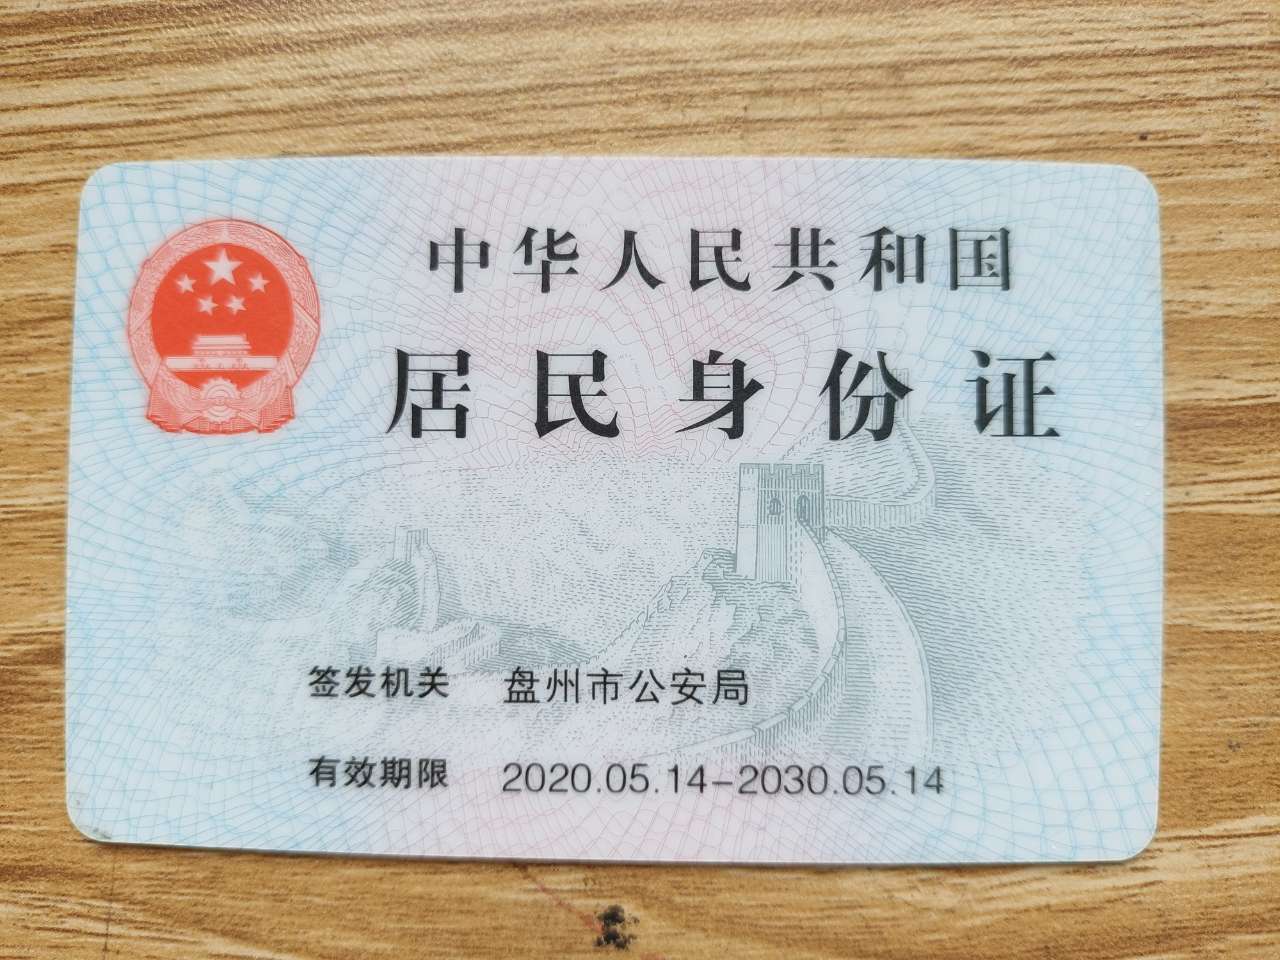 中华人民共和国
居民身份证
签发机关 盘州市公安局
有效期限 2020.05.14-2030.05.14